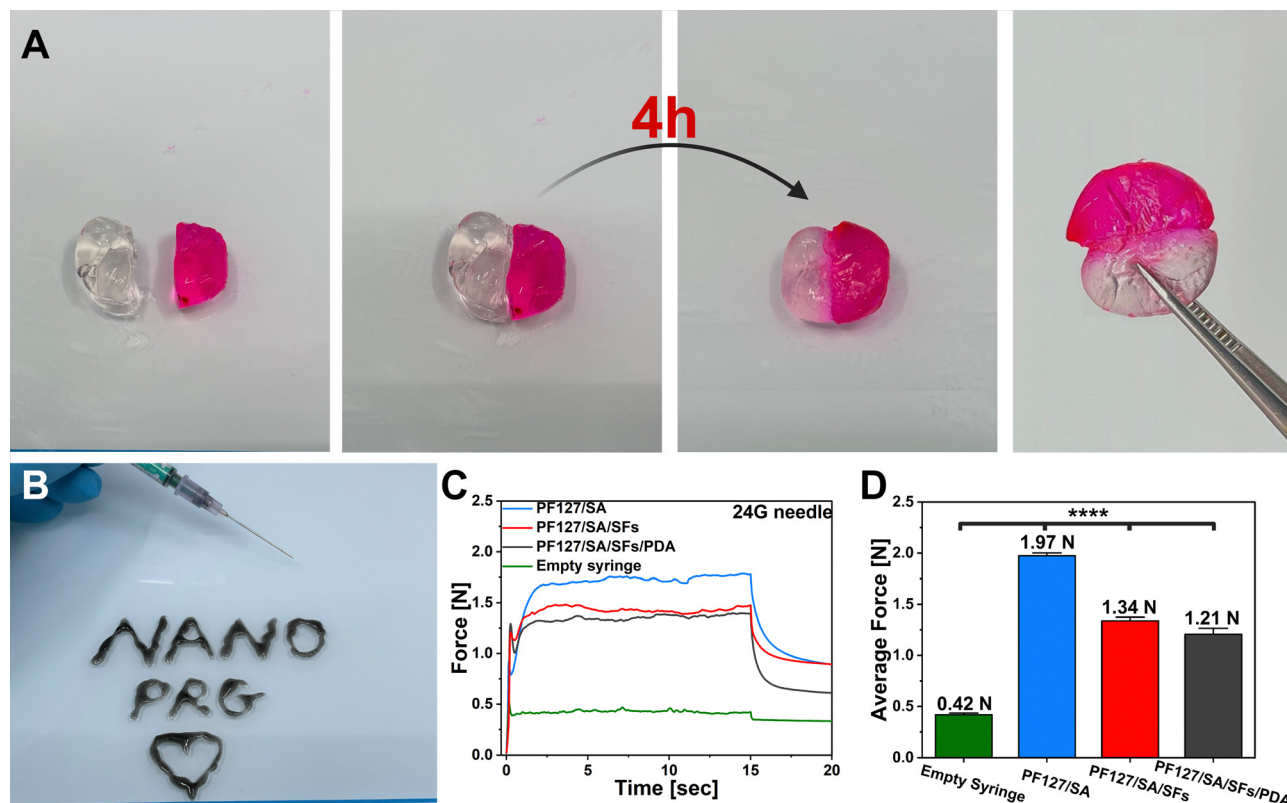 A
4h
B
NANO
PRG
C
24G needle
PF127/SA
PF127/SA/SFs
PF127/SA/SFs/PDA
Empty syringe
Force [N]
2.5
2.0
1.5
1.0
0.5
0.0
0
5
10
15
20
Time [sec]
D
****
Average Force [N]
2.5
2.0
1.5
1.0
0.5
0.0
0.42 N
1.97 N
1.34 N
1.21 N
Empty Syringe
PF127/SA
PF127/SA/SFs
PF127/SA/SFs/PDA